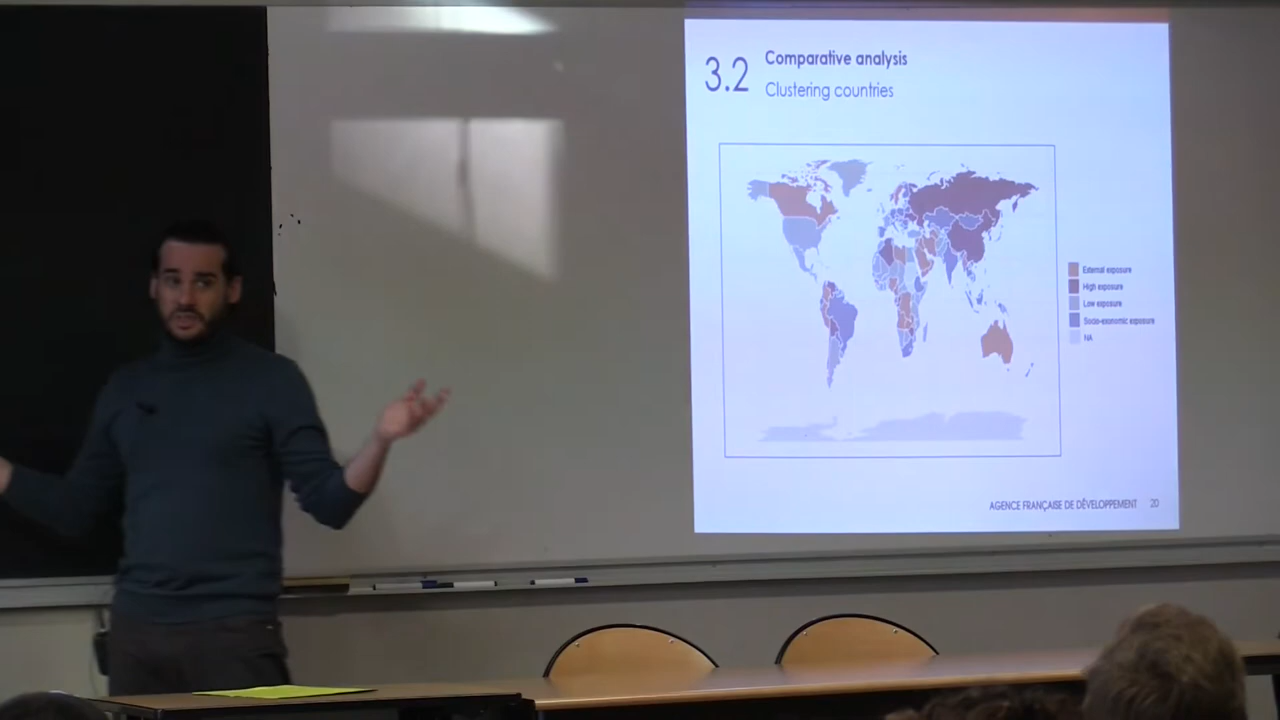 3.2
Comparative analysis
Clustering countries
External exposure
High exposure
Low exposure
Socio-exonomic exposure
NA
AGENCE FRANÇAISE DE DÉVELOPPEMENT 20